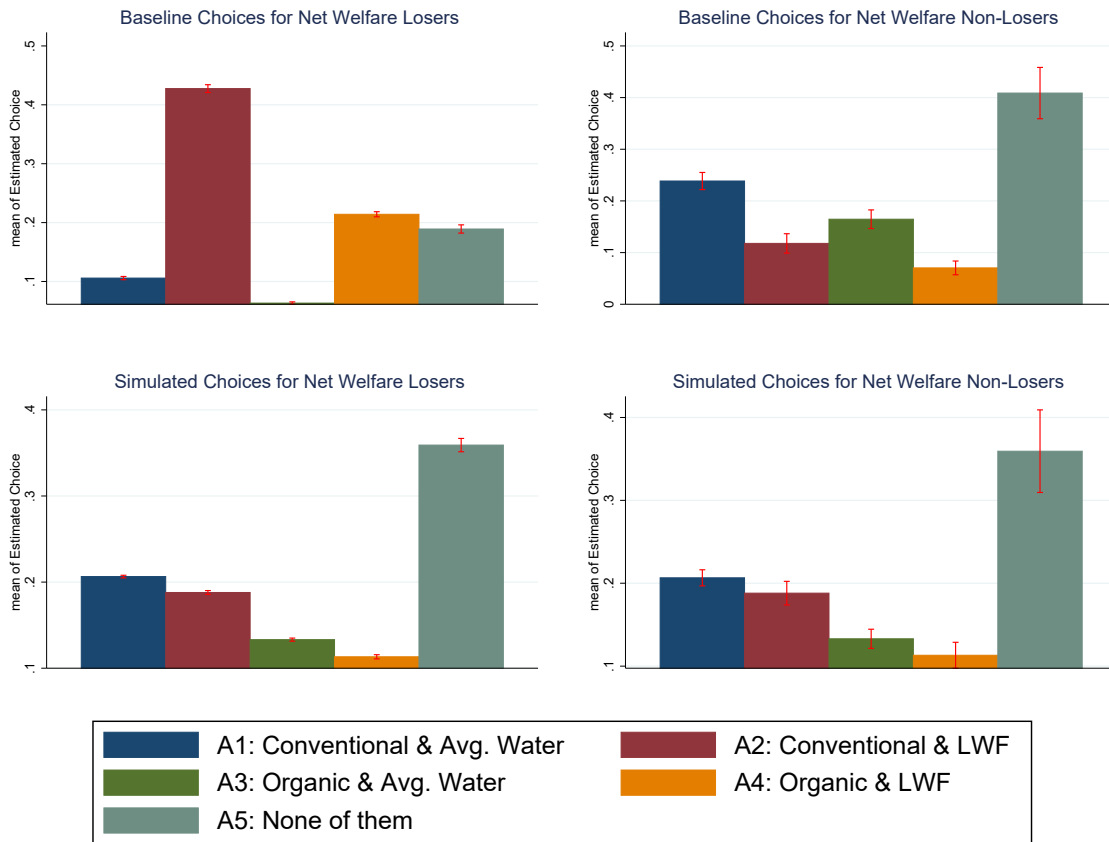 Baseline Choices for Net Welfare Losers
mean of Estimated Choice
.5
.4
.3
.2
.1
Baseline Choices for Net Welfare Non-Losers
mean of Estimated Choice
.5
.4
.3
.2
.1
0
Simulated Choices for Net Welfare Losers
mean of Estimated Choice
.4
.3
.2
.1
Simulated Choices for Net Welfare Non-Losers
mean of Estimated Choice
.4
.3
.2
.1
A1: Conventional & Avg. Water
A2: Conventional & LWF
A3: Organic & Avg. Water
A4: Organic & LWF
A5: None of them